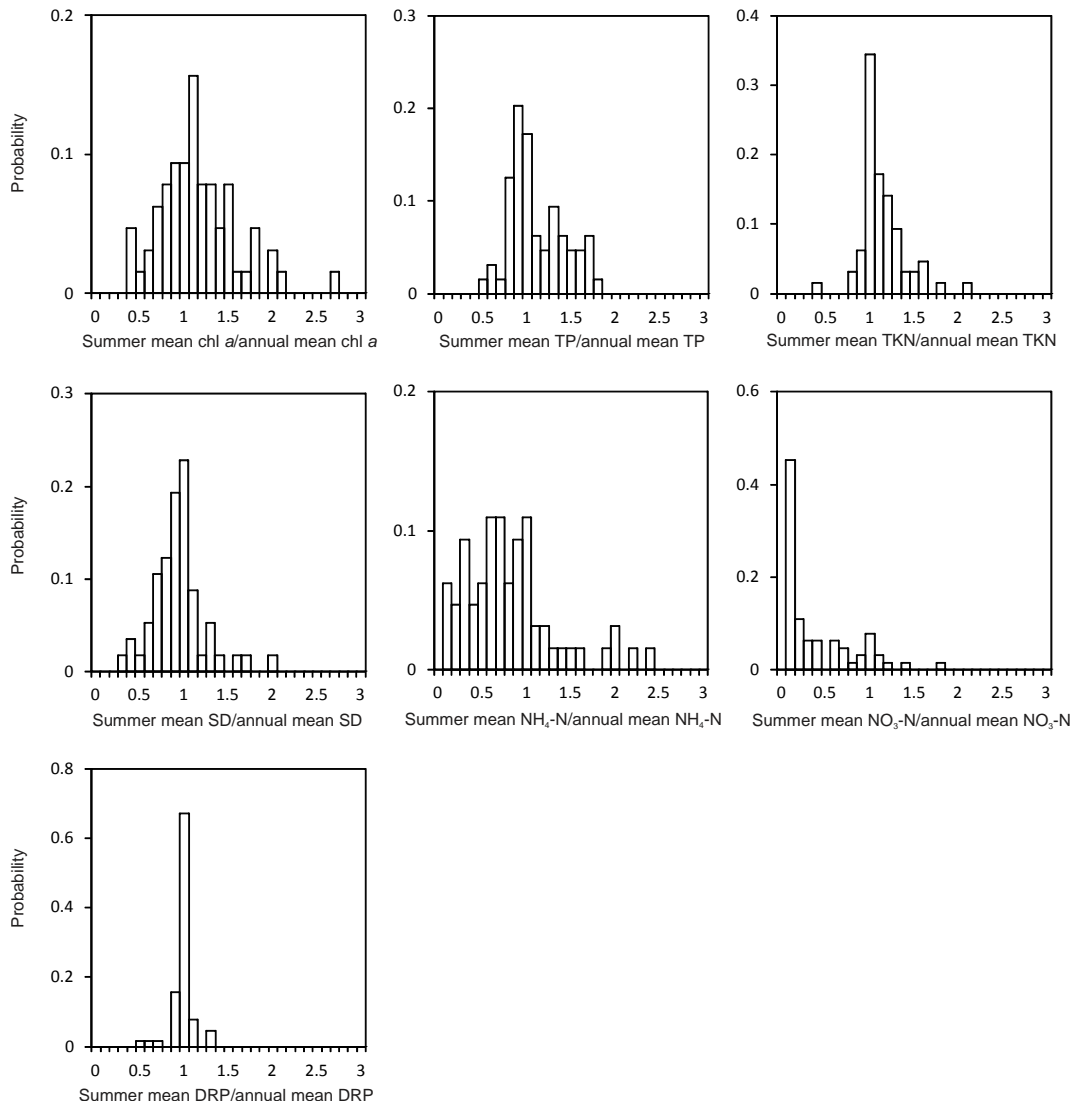 0.2
0.1
0
Probability
0 0.5 1 1.5 2 2.5 3
Summer mean chl a/annual mean chl a
0.3
0.2
0.1
0
0 0.5 1 1.5 2 2.5 3
Summer mean TP/annual mean TP
0.4
0.3
0.2
0.1
0
0 0.5 1 1.5 2 2.5 3
Summer mean TKN/annual mean TKN
0.3
0.2
0.1
0
Probability
0 0.5 1 1.5 2 2.5 3
Summer mean SD/annual mean SD
0.2
0.1
0
0 0.5 1 1.5 2 2.5 3
Summer mean NH₄-N/annual mean NH₄-N
0.6
0.4
0.2
0
0 0.5 1 1.5 2 2.5 3
Summer mean NO₃-N/annual mean NO₃-N
0.8
0.6
0.4
0.2
0
Probability
0 0.5 1 1.5 2 2.5 3
Summer mean DRP/annual mean DRP